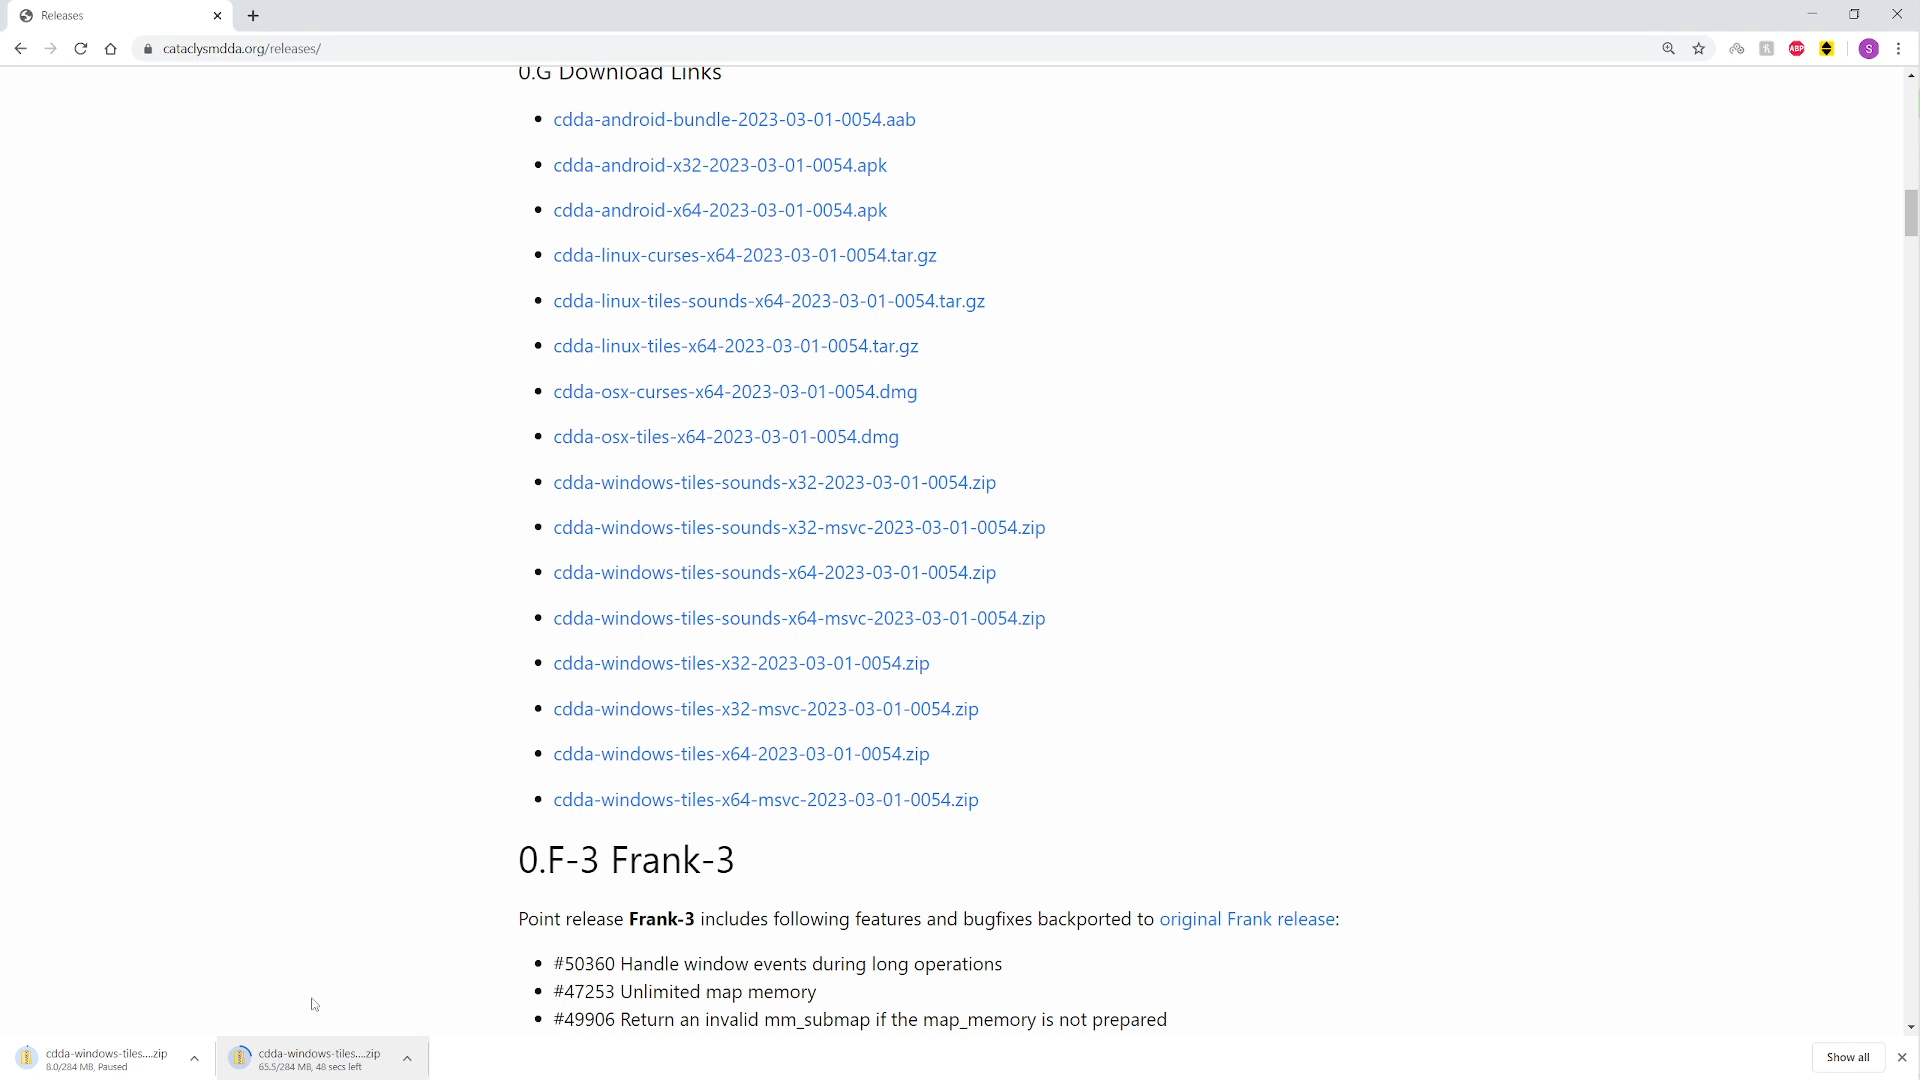 Releases
cataclysmdda.org/releases/
ABP
S
0.G Download Links
cdda-android-bundle-2023-03-01-0054.aab
cdda-android-x32-2023-03-01-0054.apk
cdda-android-x64-2023-03-01-0054.apk
cdda-linux-curses-x64-2023-03-01-0054.tar.gz
cdda-linux-tiles-sounds-x64-2023-03-01-0054.tar.gz
cdda-linux-tiles-x64-2023-03-01-0054.tar.gz
cdda-osx-curses-x64-2023-03-01-0054.dmg
cdda-osx-tiles-x64-2023-03-01-0054.dmg
cdda-windows-tiles-sounds-x32-2023-03-01-0054.zip
cdda-windows-tiles-sounds-x32-msvc-2023-03-01-0054.zip
cdda-windows-tiles-sounds-x64-2023-03-01-0054.zip
cdda-windows-tiles-sounds-x64-msvc-2023-03-01-0054.zip
cdda-windows-tiles-x32-2023-03-01-0054.zip
cdda-windows-tiles-x32-msvc-2023-03-01-0054.zip
cdda-windows-tiles-x64-2023-03-01-0054.zip
cdda-windows-tiles-x64-msvc-2023-03-01-0054.zip
0.F-3 Frank-3
Point release Frank-3 includes following features and bugfixes backported to original Frank release:
#50360 Handle window events during long operations
#47253 Unlimited map memory
#49906 Return an invalid mm_submap if the map_memory is not prepared
cdda-windows-tiles....zip
8.0/284 MB, Paused
cdda-windows-tiles....zip
65.5/284 MB, 48 secs left
Show all